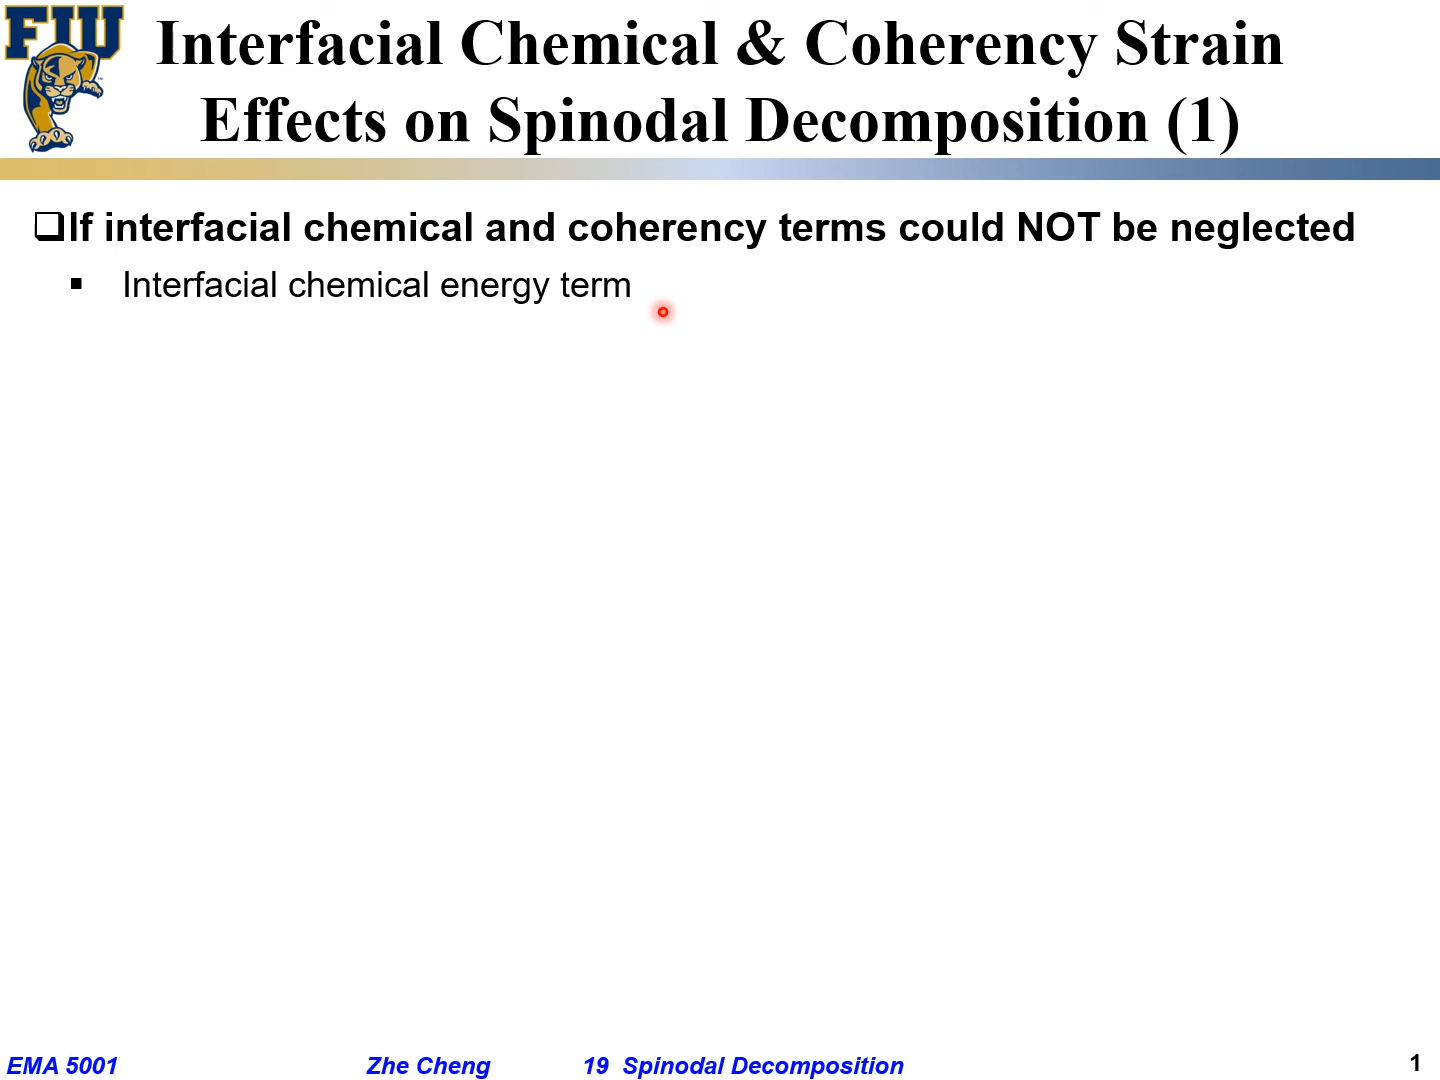 FIU
Interfacial Chemical & Coherency Strain
Effects on Spinodal Decomposition (1)
If interfacial chemical and coherency terms could NOT be neglected
Interfacial chemical energy term
EMA 5001 Zhe Cheng 19 Spinodal Decomposition 1